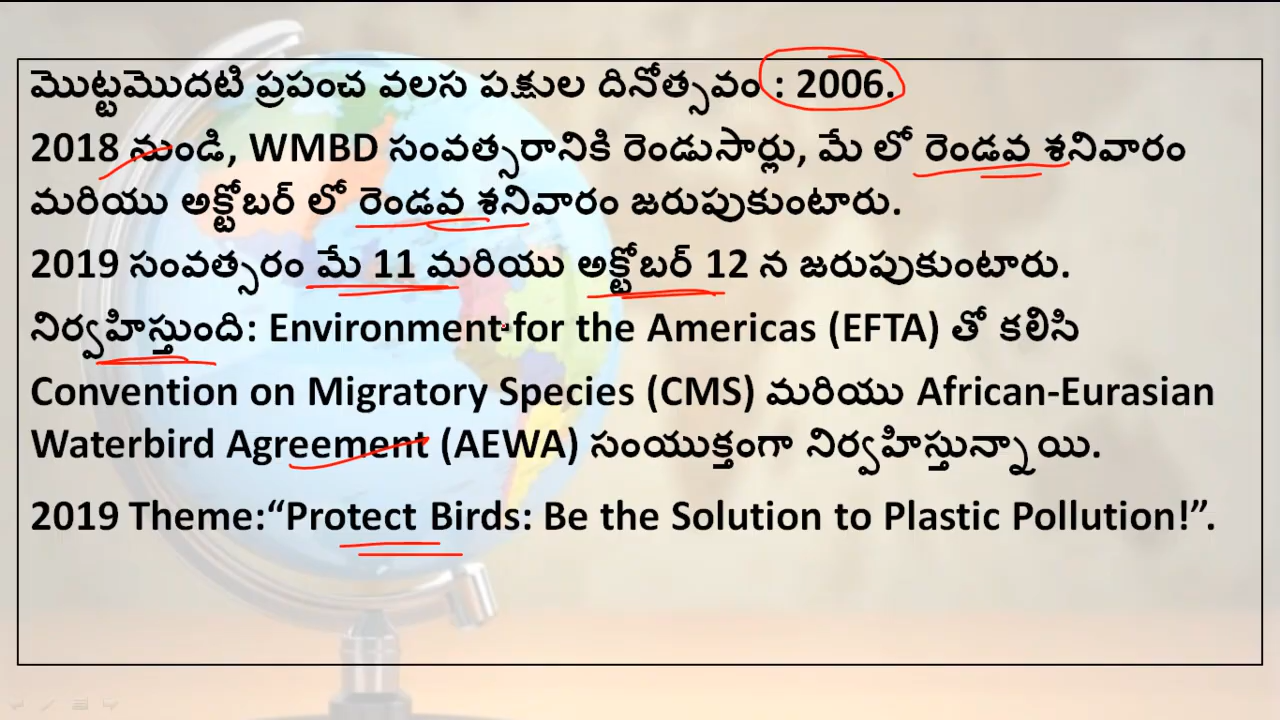 మొట్టమొదటి ప్రపంచ వలస పక్షుల దినోత్సవం : 2006.
2018 నుండి, WMBD సంవత్సరానికి రెండుసార్లు, మే లో రెండవ శనివారం
మరియు అక్టోబర్ లో రెండవ శనివారం జరుపుకుంటారు.
2019 సంవత్సరం మే 11 మరియు అక్టోబర్ 12 న జరుపుకుంటారు.
నిర్వహిస్తుంది: Environment for the Americas (EFTA) తో కలిసి
Convention on Migratory Species (CMS) మరియు African-Eurasian
Waterbird Agreement (AEWA) సంయుక్తంగా నిర్వహిస్తున్నాయి.
2019 Theme:“Protect Birds: Be the Solution to Plastic Pollution!”.